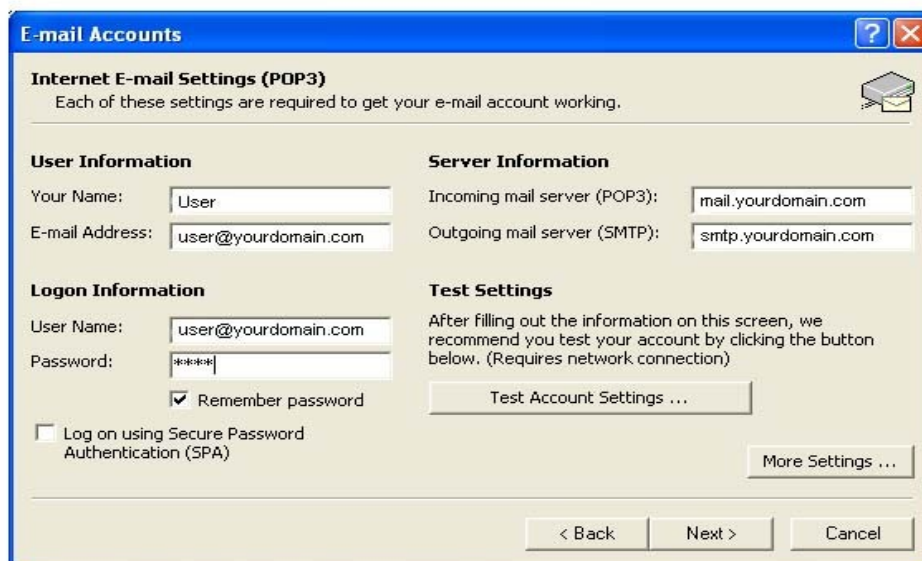 E-mail Accounts
Internet E-mail Settings (POP3)
Each of these settings are required to get your e-mail account working.
User Information
Your Name: User
E-mail Address: user@yourdomain.com
Server Information
Incoming mail server (POP3): mail.yourdomain.com
Outgoing mail server (SMTP): smtp.yourdomain.com
Logon Information
User Name: user@yourdomain.com
Password: ****
Remember password
Log on using Secure Password
Authentication (SPA)
Test Settings
After filling out the information on this screen, we
recommend you test your account by clicking the button
below. (Requires network connection)
Test Account Settings ...
More Settings ...
< Back
Next >
Cancel